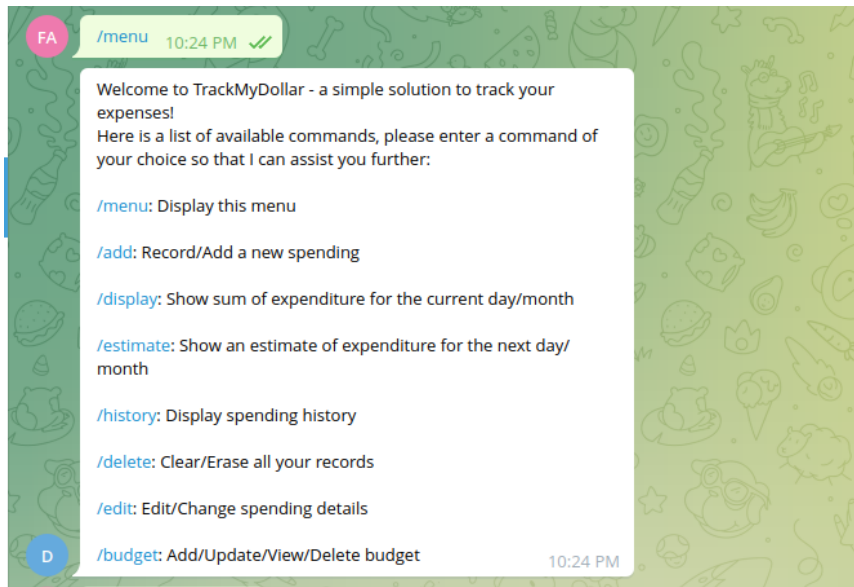 FA
/menu 10:24 PM
Welcome to TrackMyDollar - a simple solution to track your
expenses!
Here is a list of available commands, please enter a command of
your choice so that I can assist you further:
/menu: Display this menu
/add: Record/Add a new spending
/display: Show sum of expenditure for the current day/month
/estimate: Show an estimate of expenditure for the next day/
month
/history: Display spending history
/delete: Clear/Erase all your records
/edit: Edit/Change spending details
/budget: Add/Update/View/Delete budget
D
10:24 PM